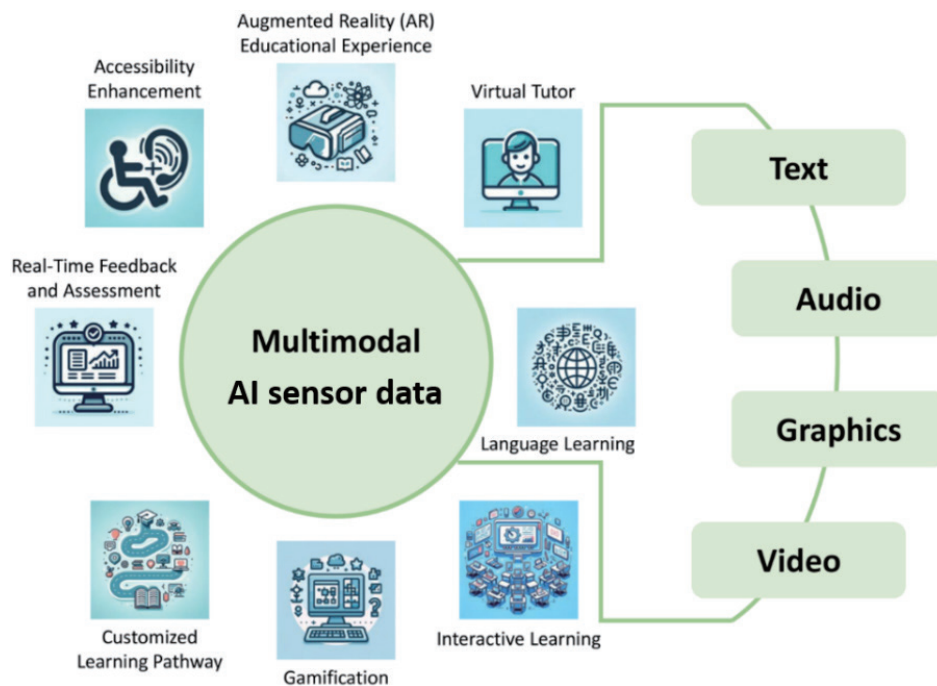 Augmented Reality (AR)
Educational Experience
Accessibility
Enhancement
Virtual Tutor
Text
Real-Time Feedback
and Assessment
Audio
Multimodal
AI sensor data
Graphics
Language Learning
Video
Customized
Learning Pathway
Interactive Learning
Gamification